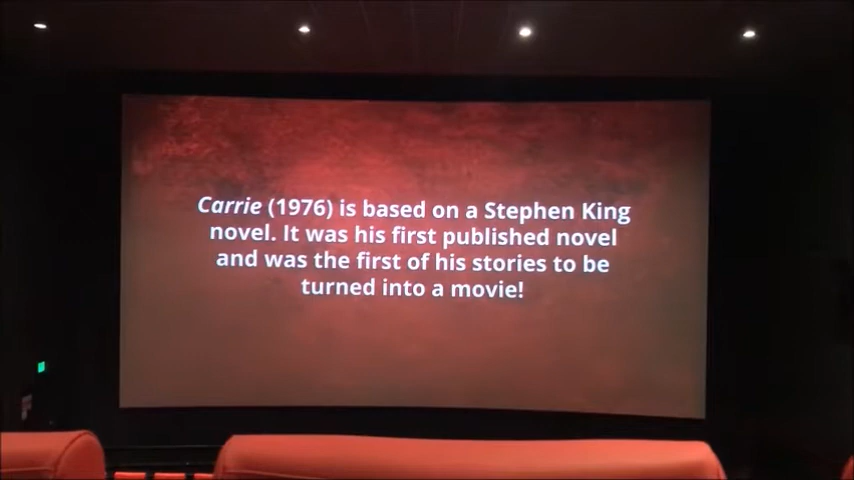 Carrie (1976) is based on a Stephen King
novel. It was his first published novel
and was the first of his stories to be
turned into a movie!